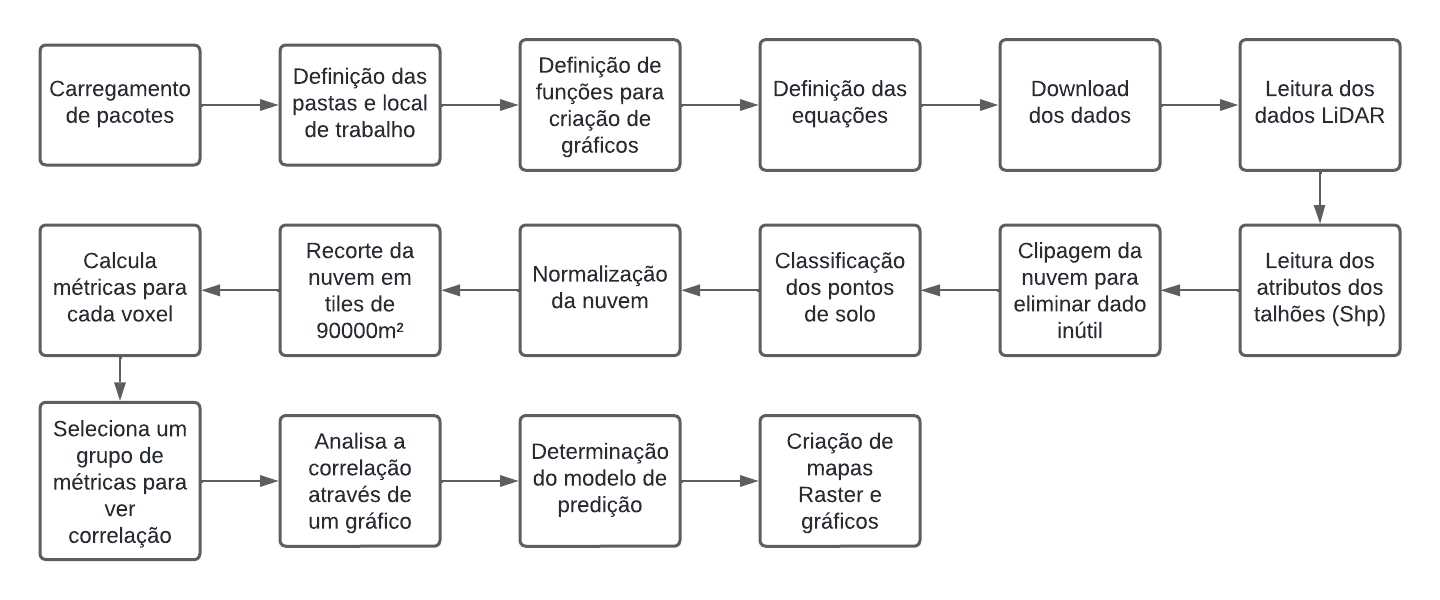 Carregamento
de pacotes
Definição das
pastas e local
de trabalho
Definição de
funções para
criação de
gráficos
Definição das
equações
Download
dos dados
Leitura dos
dados LiDAR
Leitura dos
atributos dos
talhões (Shp)
Clipagem da
nuvem para
eliminar dado
inútil
Classificação
dos pontos
de solo
Normalização
da nuvem
Recorte da
nuvem em
tiles de
90000m²
Calcula
métricas para
cada voxel
Seleciona um
grupo de
métricas para
ver
correlação
Analisa a
correlação
através de
um gráfico
Determinação
do modelo de
predição
Criação de
mapas
Raster e
gráficos